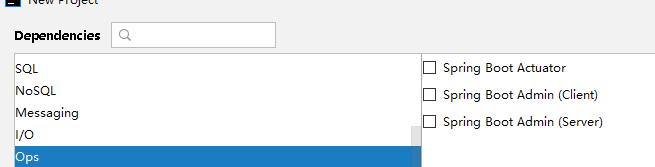 New Project
Dependencies
SQL
NoSQL
Messaging
I/O
Ops
Spring Boot Actuator
Spring Boot Admin (Client)
Spring Boot Admin (Server)